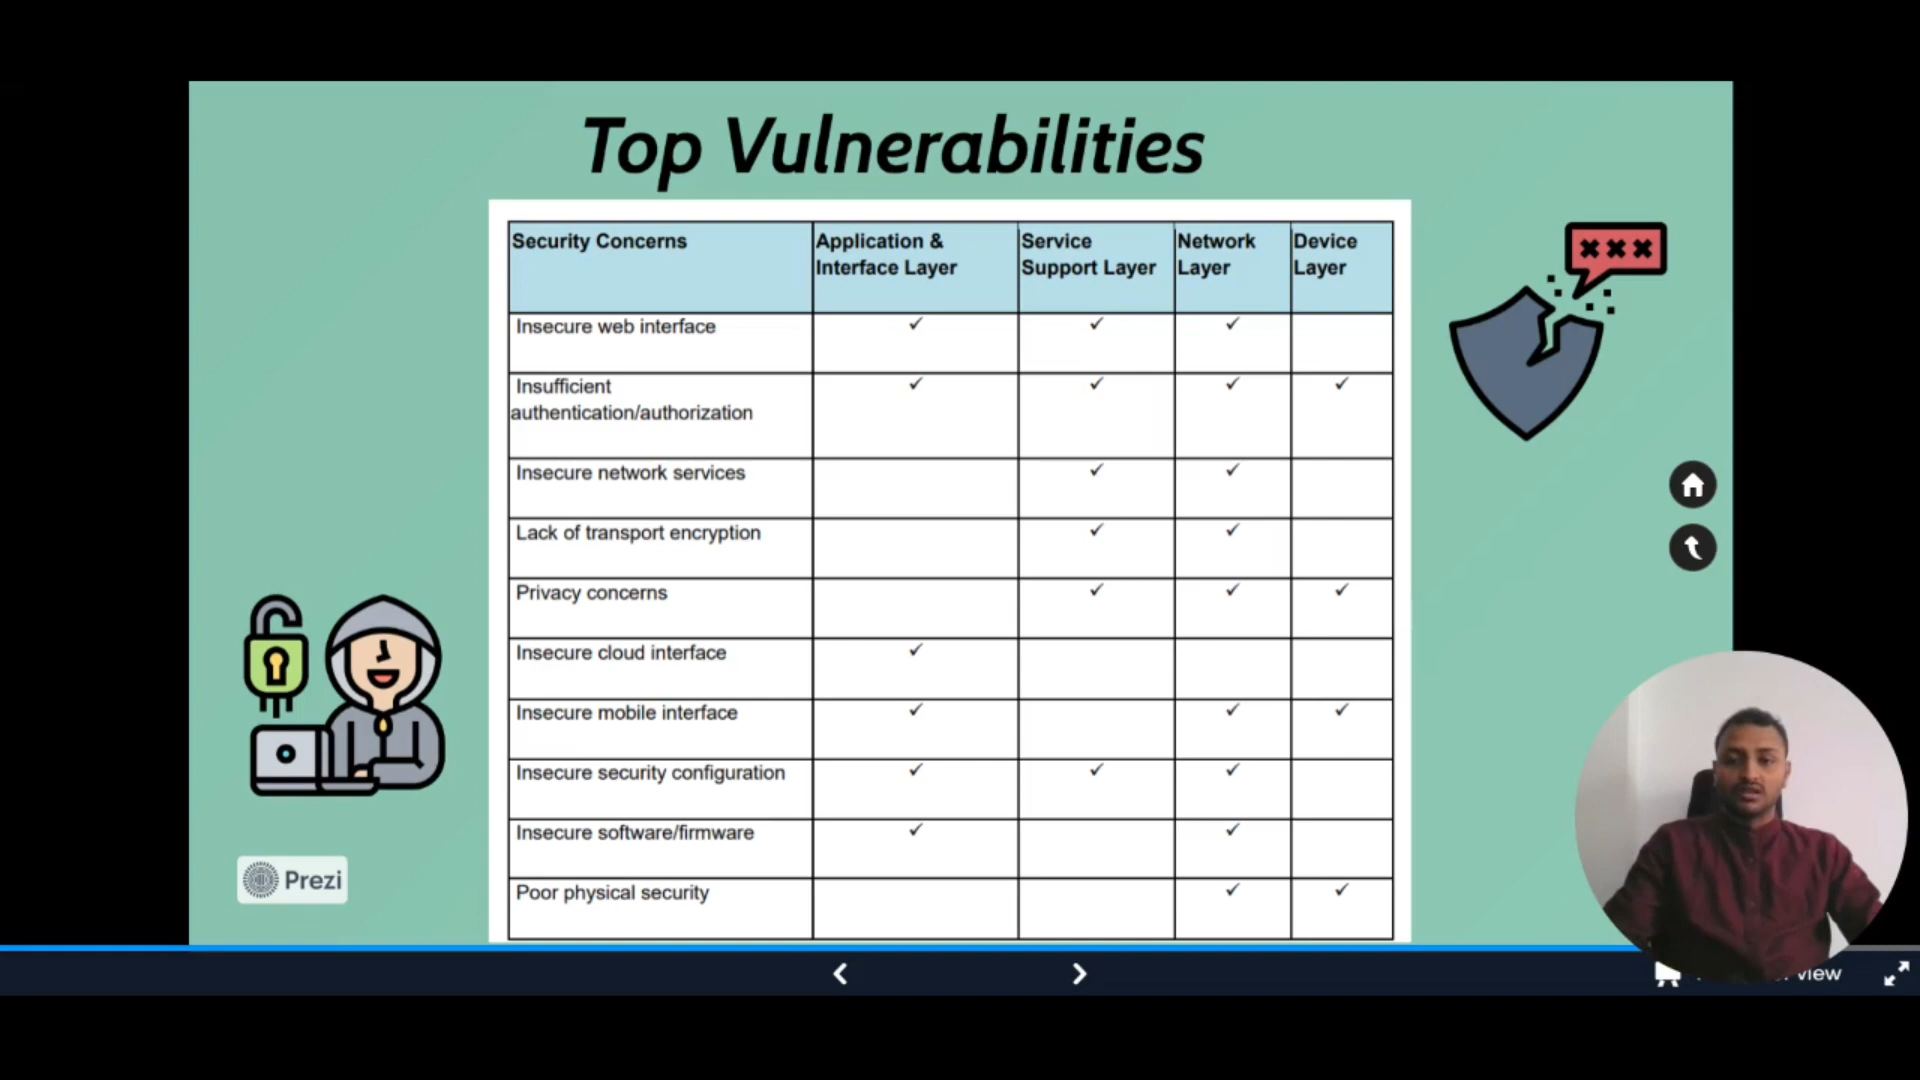 Top Vulnerabilities
Security Concerns
Application &
Interface Layer
Service
Support Layer
Network
Layer
Device
Layer
Insecure web interface ✓ ✓ ✓
Insufficient
authentication/authorization ✓ ✓ ✓ ✓
Insecure network services ✓ ✓
Lack of transport encryption ✓ ✓
Privacy concerns ✓ ✓ ✓
Insecure cloud interface ✓
Insecure mobile interface ✓ ✓ ✓
Insecure security configuration ✓ ✓ ✓
Insecure software/firmware ✓ ✓
Poor physical security ✓ ✓
Prezi
view